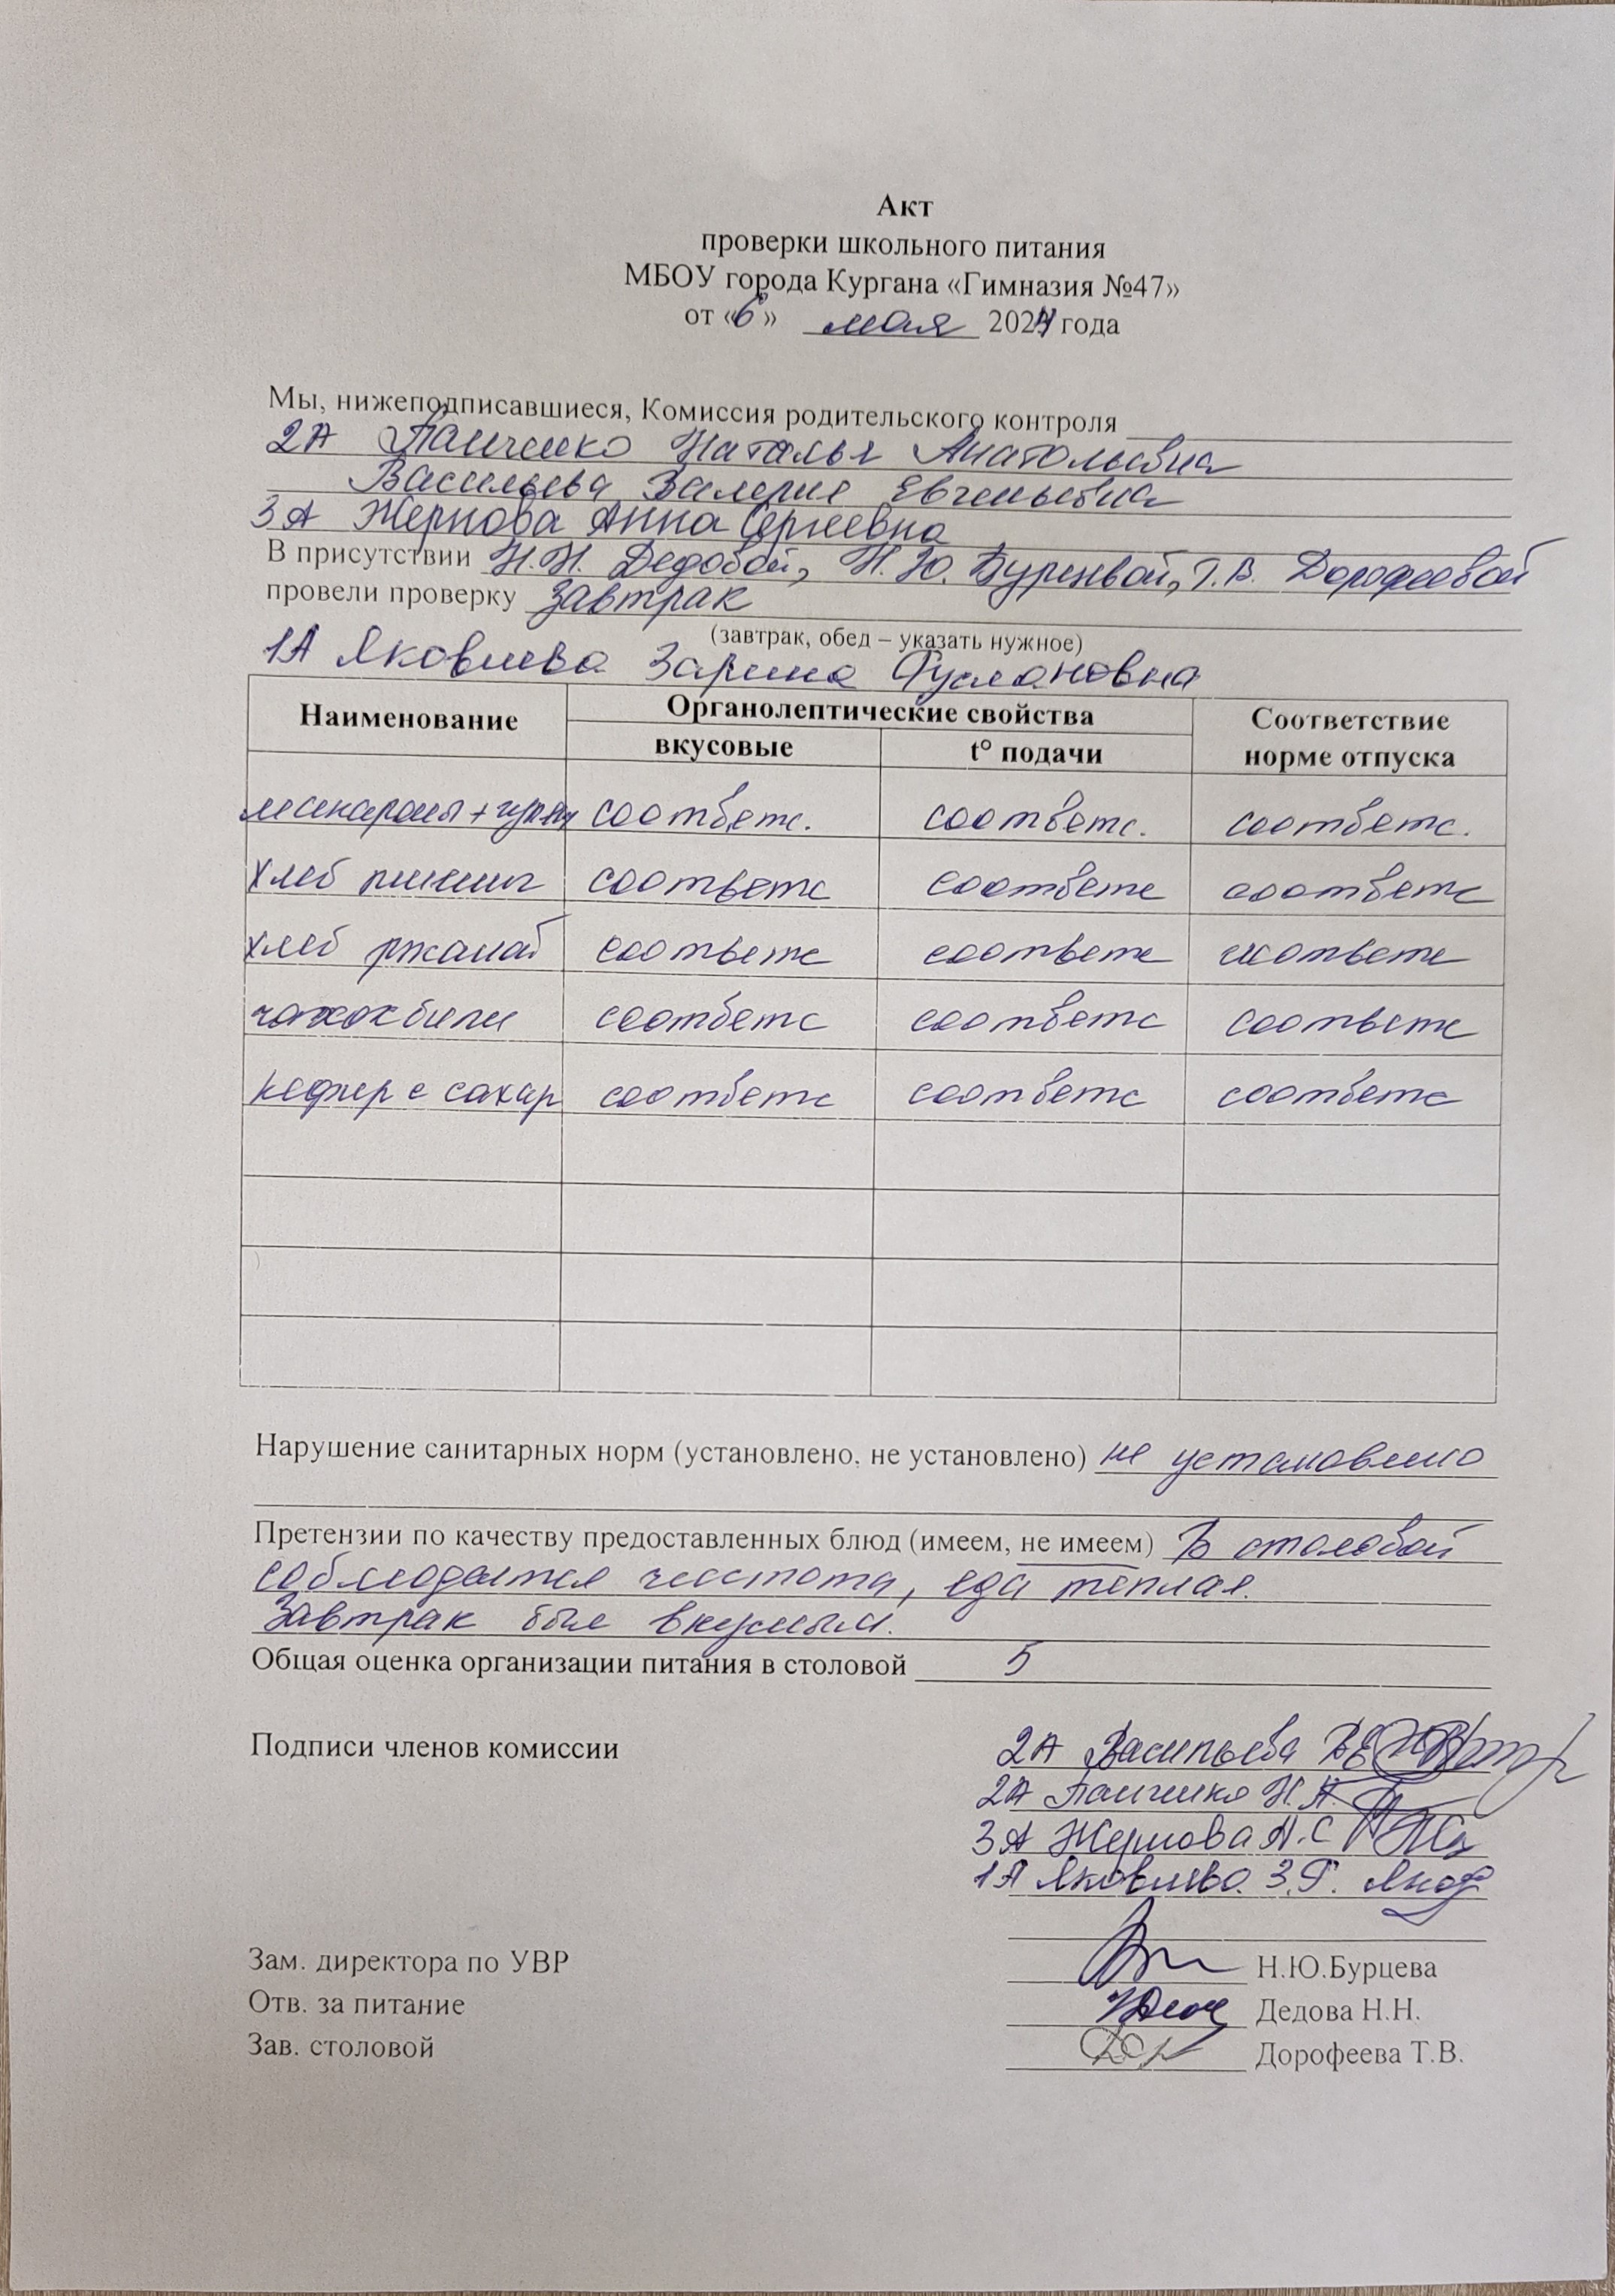 Акт
проверки школьного питания
МБОУ города Кургана «Гимназия №47»
от «6» мая 2024 года
Мы, нижеподписавшиеся, Комиссия родительского контроля
2А Панченко Наталья Анатольевна
Васильева Валерия Евгеньевна
3А Жернова Анна Сергеевна
В присутствии Н.Н. Дедовой, Н.Ю. Бурцевой, Т.В. Дорофеевой
провели проверку завтрак
(завтрак, обед – указать нужное)
1А Яковлева Зарина Руслановна
Наименование Органолептические свойства Соответствие норме отпуска
вкусовые t° подачи
макароны + соответс. соответс. соответс.
хлеб пшенич соответс соответс соответс
хлеб ржаной соответс соответс соответс
чахохбили соответс соответс соответс
кефир с сахар соответс соответс соответс
Нарушение санитарных норм (установлено, не установлено) не установлено
Претензии по качеству предоставленных блюд (имеем, не имеем) В столовой
соблюдается чистота, еда теплая.
Завтрак был вкусным.
Общая оценка организации питания в столовой 5
Подписи членов комиссии
2А Васильева ВЕ
2А Панченко Н.А.
3А Жернова А.С
1А Яковлева З.Р.
Зам. директора по УВР Н.Ю.Бурцева
Отв. за питание Дедова Н.Н.
Зав. столовой Дорофеева Т.В.